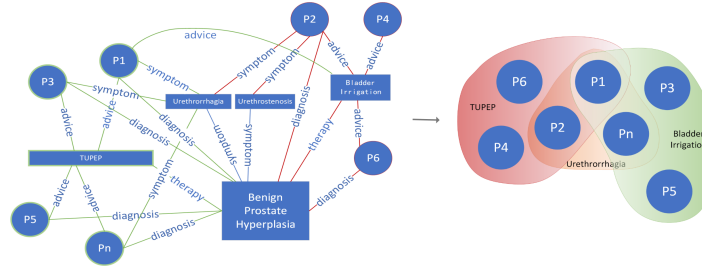 P2
P4
P1
advice
P3
symptom
symptom
symptom
advice
advice
Urethrorrhagia
Urethrostenosis
Bladder
Irrigation
symptom
advice
advice
diagnosis
diagnosis
diagnosis
symptom
symptom
therapy
advice
TUPEP
P6
symptom
therapy
diagnosis
advice
advice
Benign
Prostate
Hyperplasia
P5
diagnosis
Pn
diagnosis
P6
P1
P3
TUPEP
P2
Pn
P4
Bladder
Irrigation
Urethrorrhagia
P5